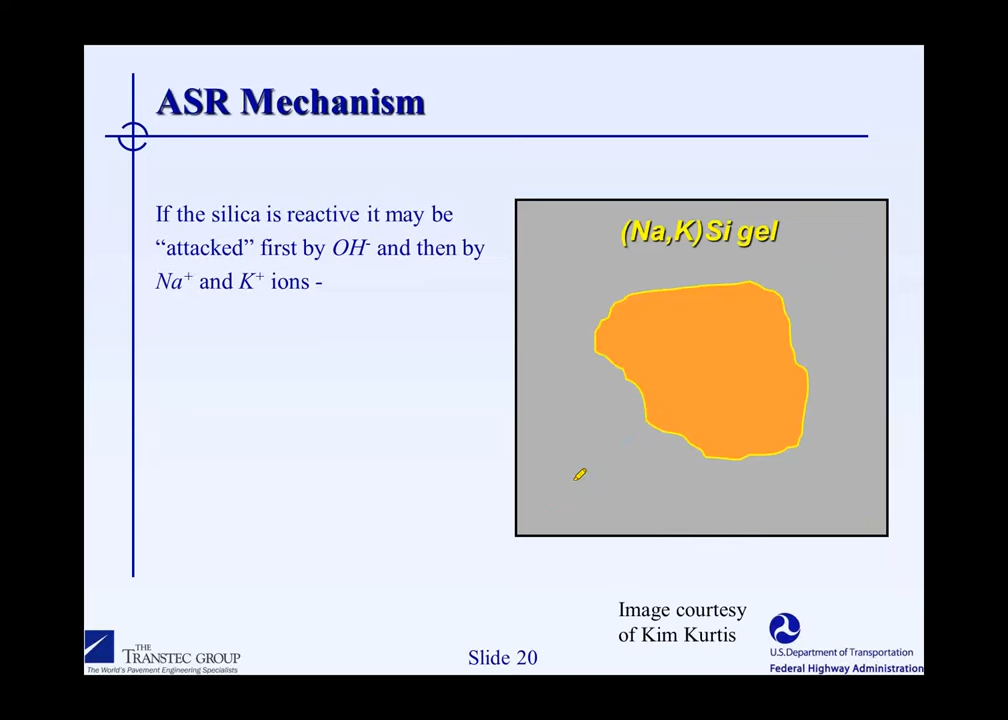 ASR Mechanism
If the silica is reactive it may be
“attacked” first by OH- and then by
Na+ and K+ ions -
(Na,K)Si gel
Image courtesy
of Kim Kurtis
THE
TRANSTEC GROUP
The World's Pavement Engineering Specialists
Slide 20
U.S.Department of Transportation
Federal Highway Administration